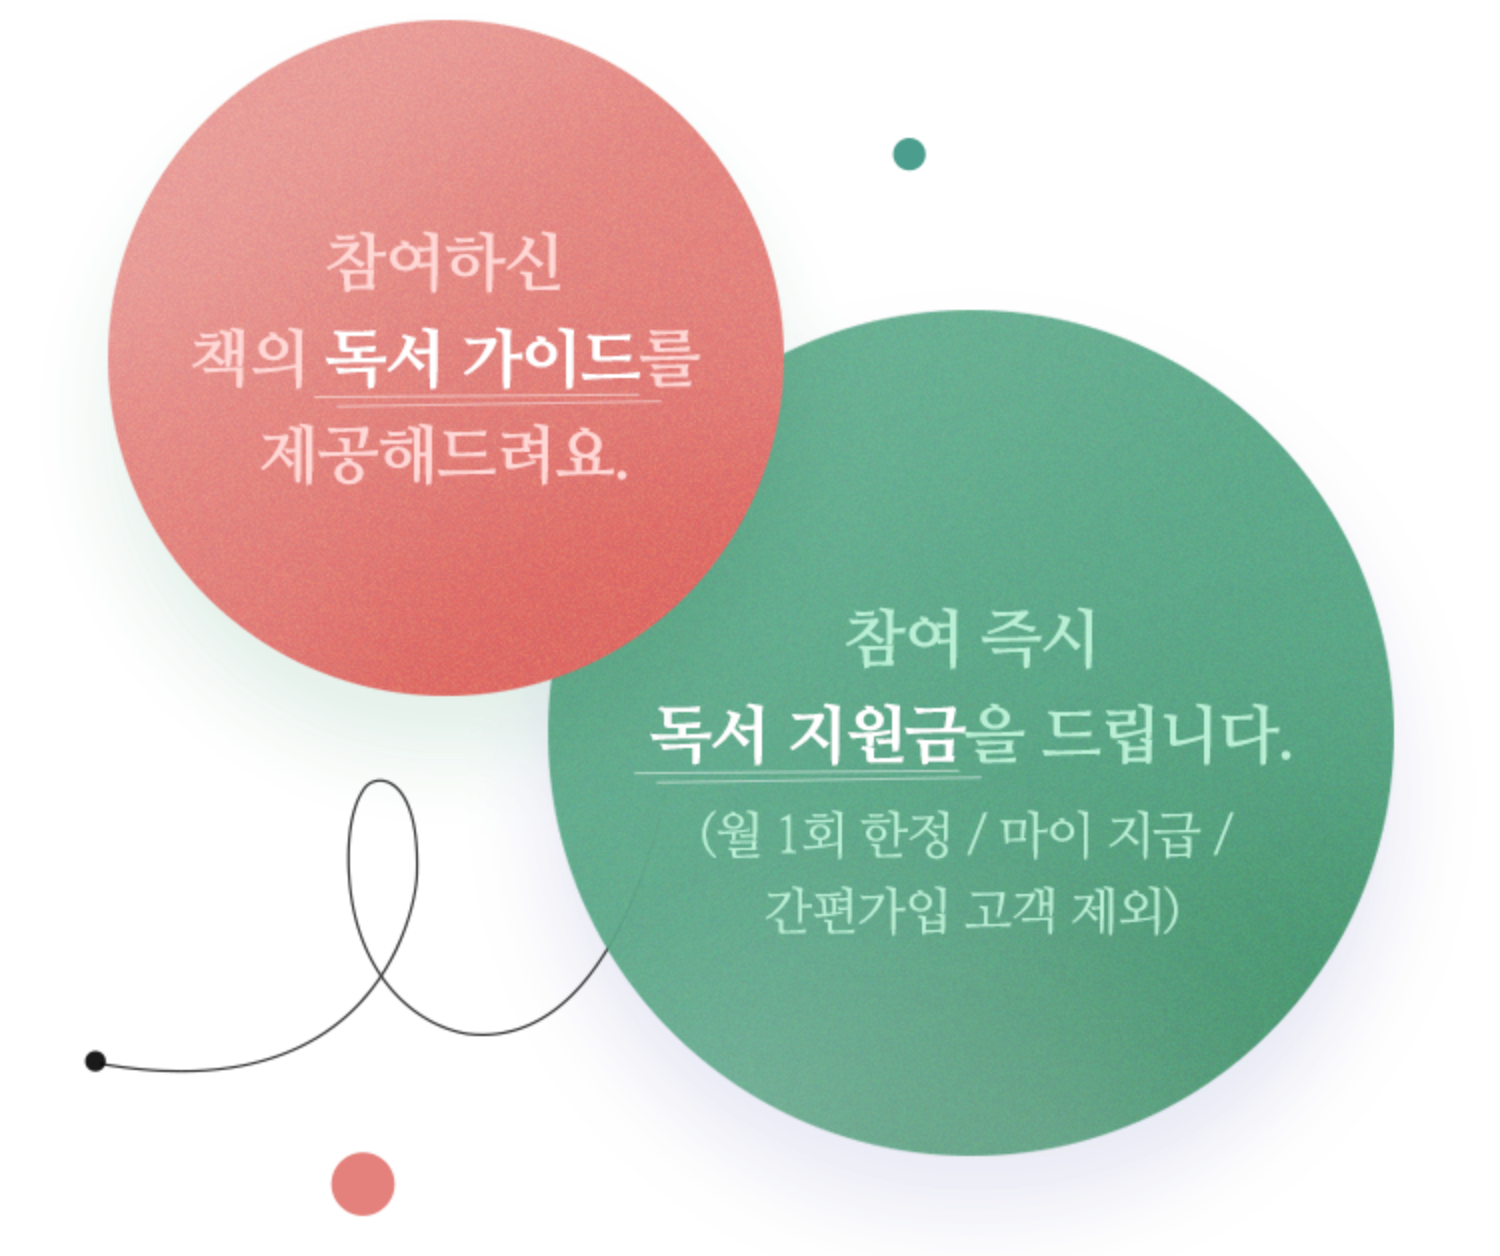 참여하신
책의 독서 가이드를
제공해드려요.
참여 즉시
독서 지원금을 드립니다.
(월 1회 한정 / 마이 지급 /
간편가입 고객 제외)